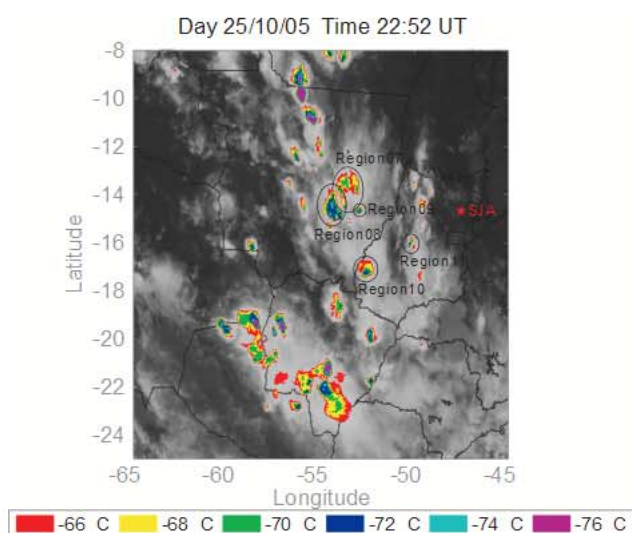 Day 25/10/05 Time 22:52 UT
-8
-10
-12
-14
-16
-18
-20
-22
-24
Latitude
Region07
Region09
SJA
Region08
Region11
Region10
-65 -60 -55 -50 -45
Longitude
-66 C -68 C -70 C -72 C -74 C -76 C